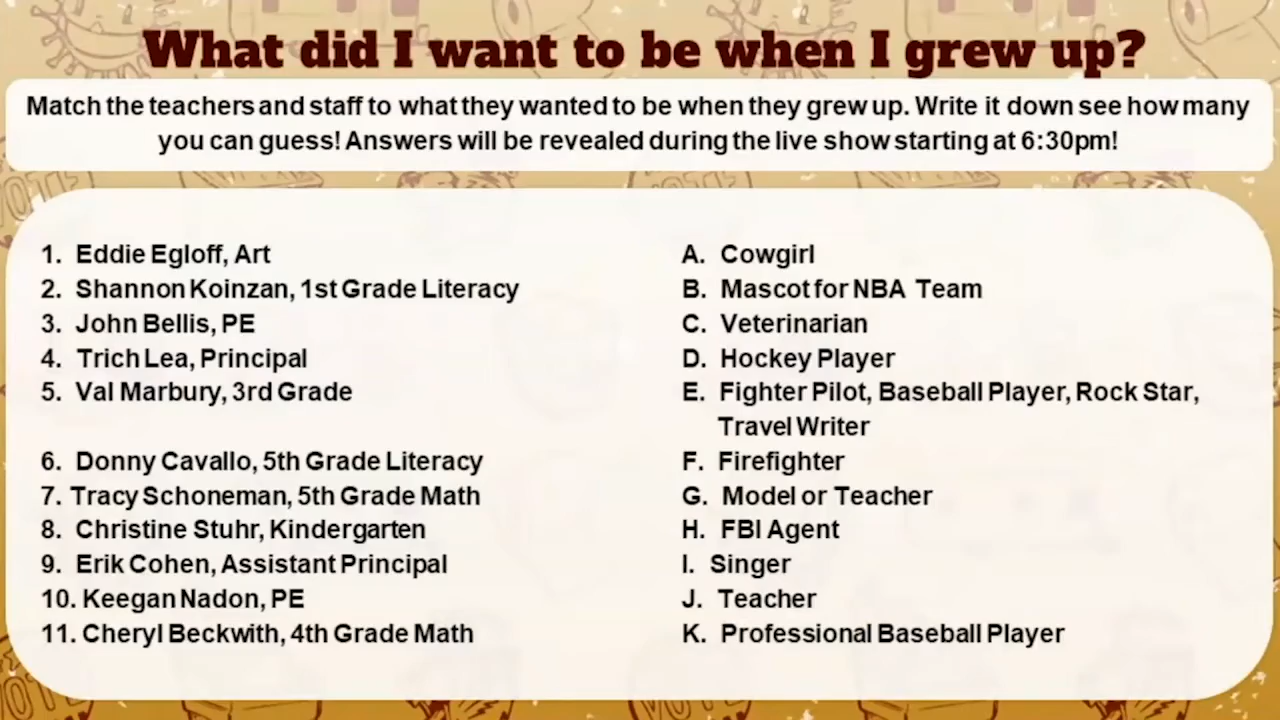 What did I want to be when I grew up?
Match the teachers and staff to what they wanted to be when they grew up. Write it down see how many
you can guess! Answers will be revealed during the live show starting at 6:30pm!
1. Eddie Egloff, Art
2. Shannon Koinzan, 1st Grade Literacy
3. John Bellis, PE
4. Trich Lea, Principal
5. Val Marbury, 3rd Grade
6. Donny Cavallo, 5th Grade Literacy
7. Tracy Schoneman, 5th Grade Math
8. Christine Stuhr, Kindergarten
9. Erik Cohen, Assistant Principal
10. Keegan Nadon, PE
11. Cheryl Beckwith, 4th Grade Math
A. Cowgirl
B. Mascot for NBA Team
C. Veterinarian
D. Hockey Player
E. Fighter Pilot, Baseball Player, Rock Star,
Travel Writer
F. Firefighter
G. Model or Teacher
H. FBI Agent
I. Singer
J. Teacher
K. Professional Baseball Player
VOTE
VOTE
VOTE